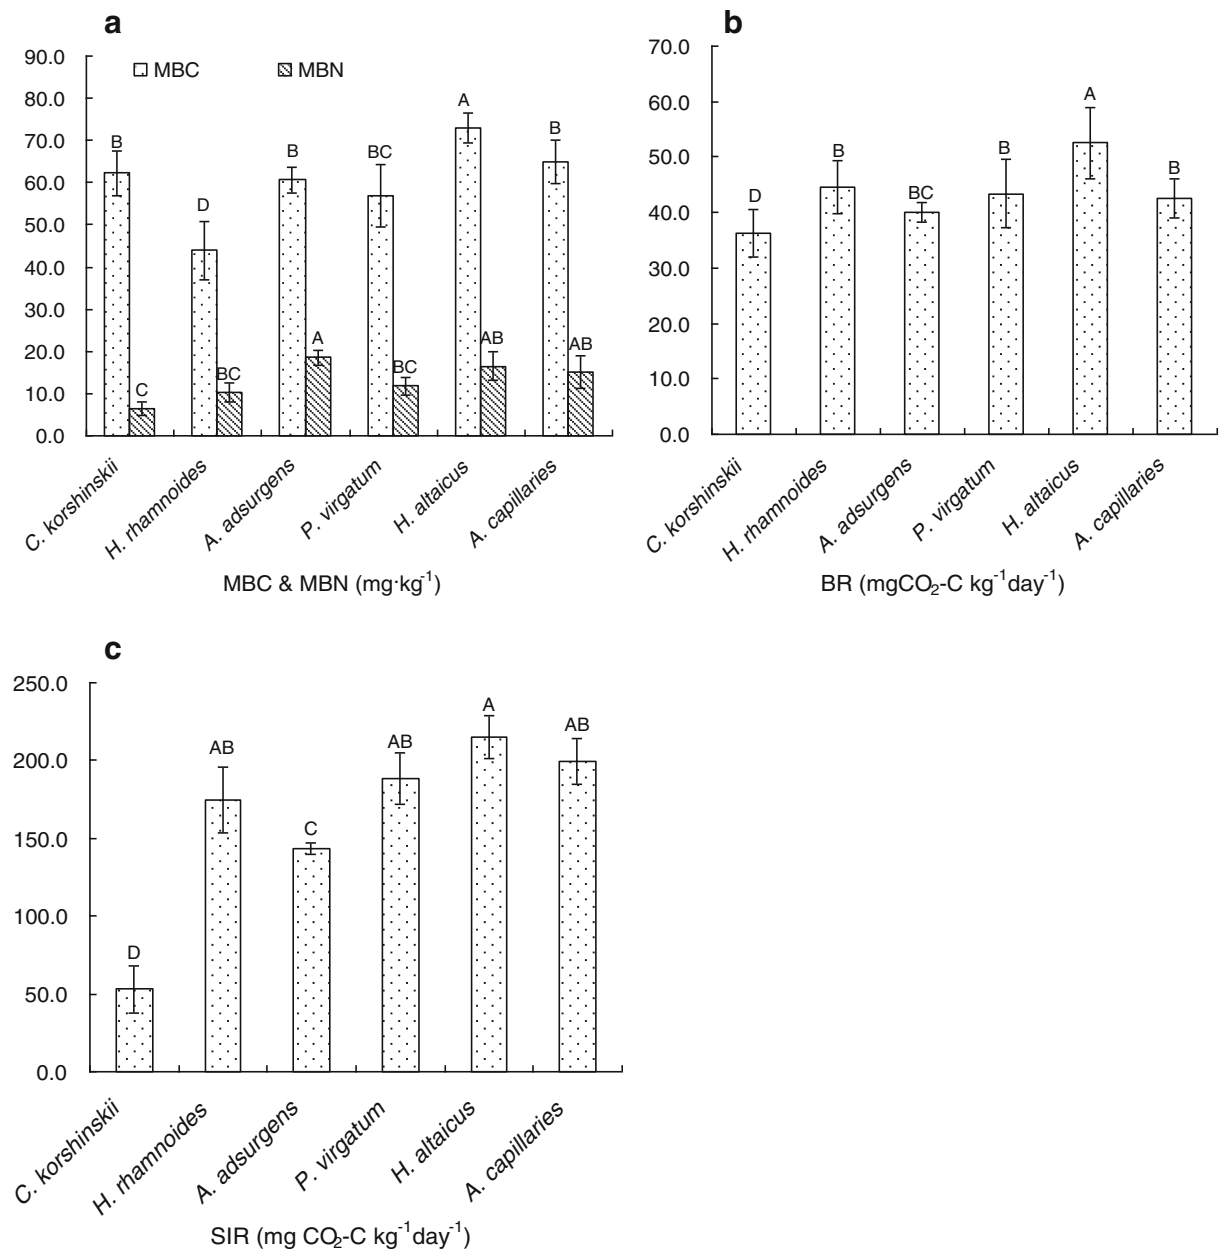 a
90.0
80.0
70.0
60.0
50.0
40.0
30.0
20.0
10.0
0.0
MBC
MBN
B
C
D
BC
B
A
BC
BC
A
AB
B
AB
C. korshinskii
H. rhamnoides
A. adsurgens
P. virgatum
H. altaicus
A. capillaries
MBC & MBN (mg·kg⁻¹)
b
70.0
60.0
50.0
40.0
30.0
20.0
10.0
0.0
D
B
BC
B
A
B
C. korshinskii
H. rhamnoides
A. adsurgens
P. virgatum
H. altaicus
A. capillaries
BR (mgCO₂-C kg⁻¹day⁻¹)
c
250.0
200.0
150.0
100.0
50.0
0.0
D
AB
C
AB
A
AB
C. korshinskii
H. rhamnoides
A. adsurgens
P. virgatum
H. altaicus
A. capillaries
SIR (mg CO₂-C kg⁻¹day⁻¹)